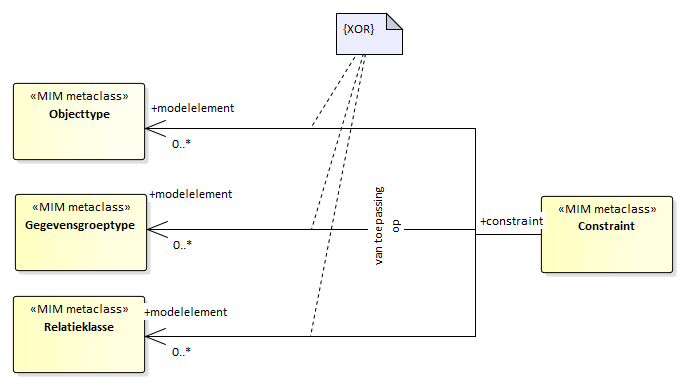 {XOR}
«MIM metaclass»
Objecttype
+modelelement
0..*
«MIM metaclass»
Gegevensgroeptype
+modelelement
0..*
van toepassing
op
+constraint
«MIM metaclass»
Constraint
«MIM metaclass»
Relatieklasse
+modelelement
0..*